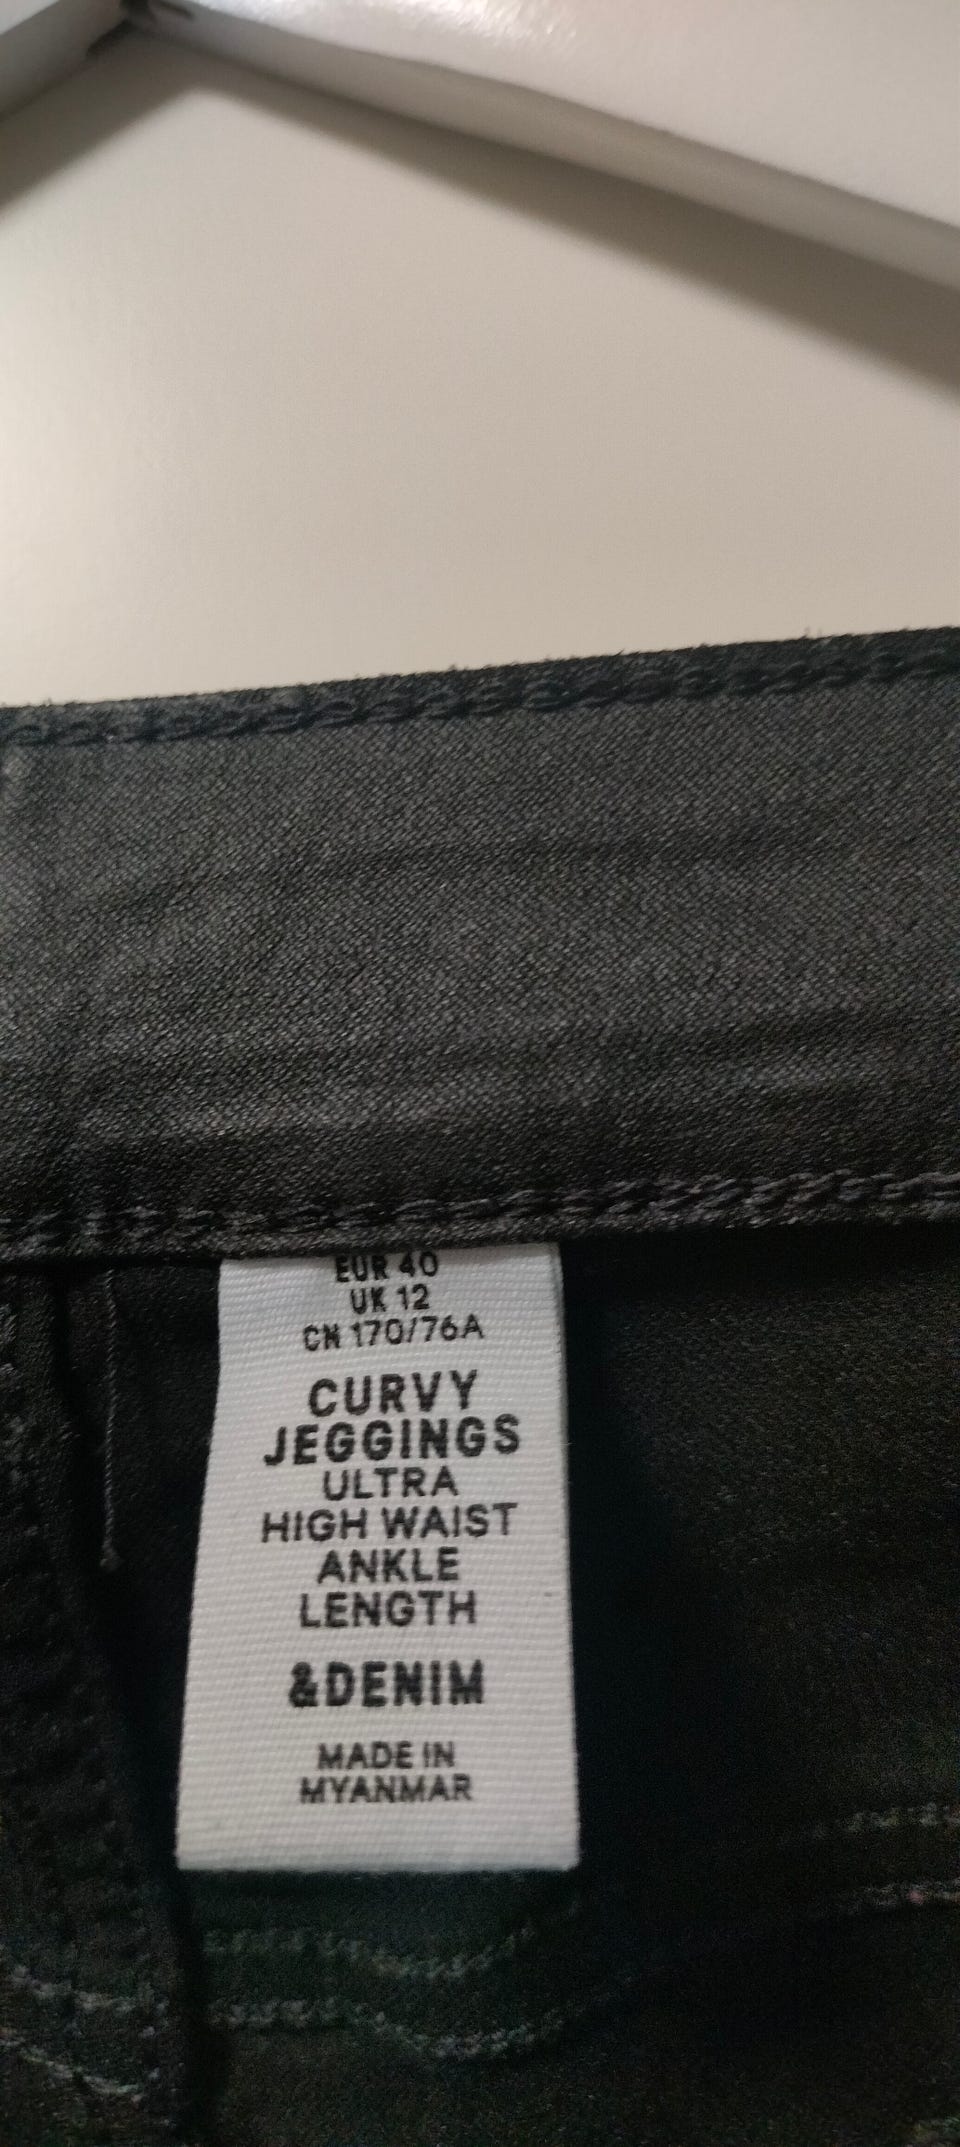 EUR 40
UK 12
CN 170/76A
CURVY
JEGGINGS
ULTRA
HIGH WAIST
ANKLE
LENGTH
&DENIM
MADE IN
MYANMAR